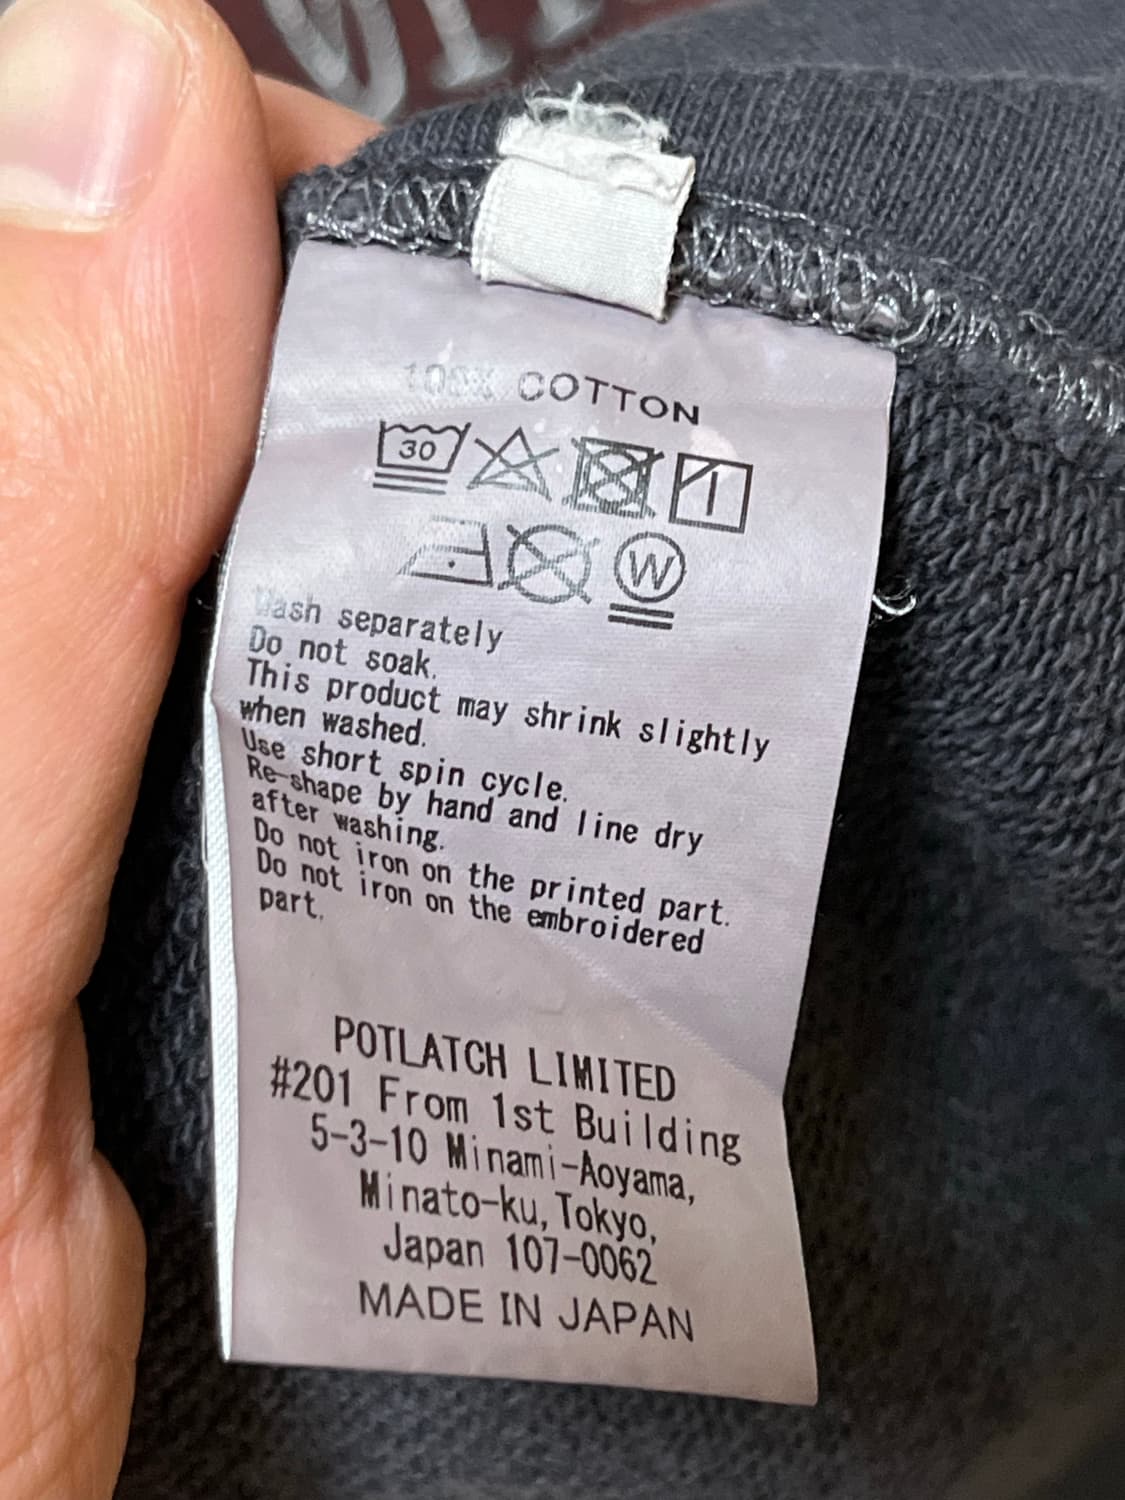 100% COTTON
30
W
Wash separately
Do not soak.
This product may shrink slightly
when washed.
Use short spin cycle.
Re-shape by hand and line dry
after washing.
Do not iron on the printed part.
Do not iron on the embroidered
part.
POTLATCH LIMITED
#201 From 1st Building
5-3-10 Minami-Aoyama,
Minato-ku, Tokyo,
Japan 107-0062
MADE IN JAPAN